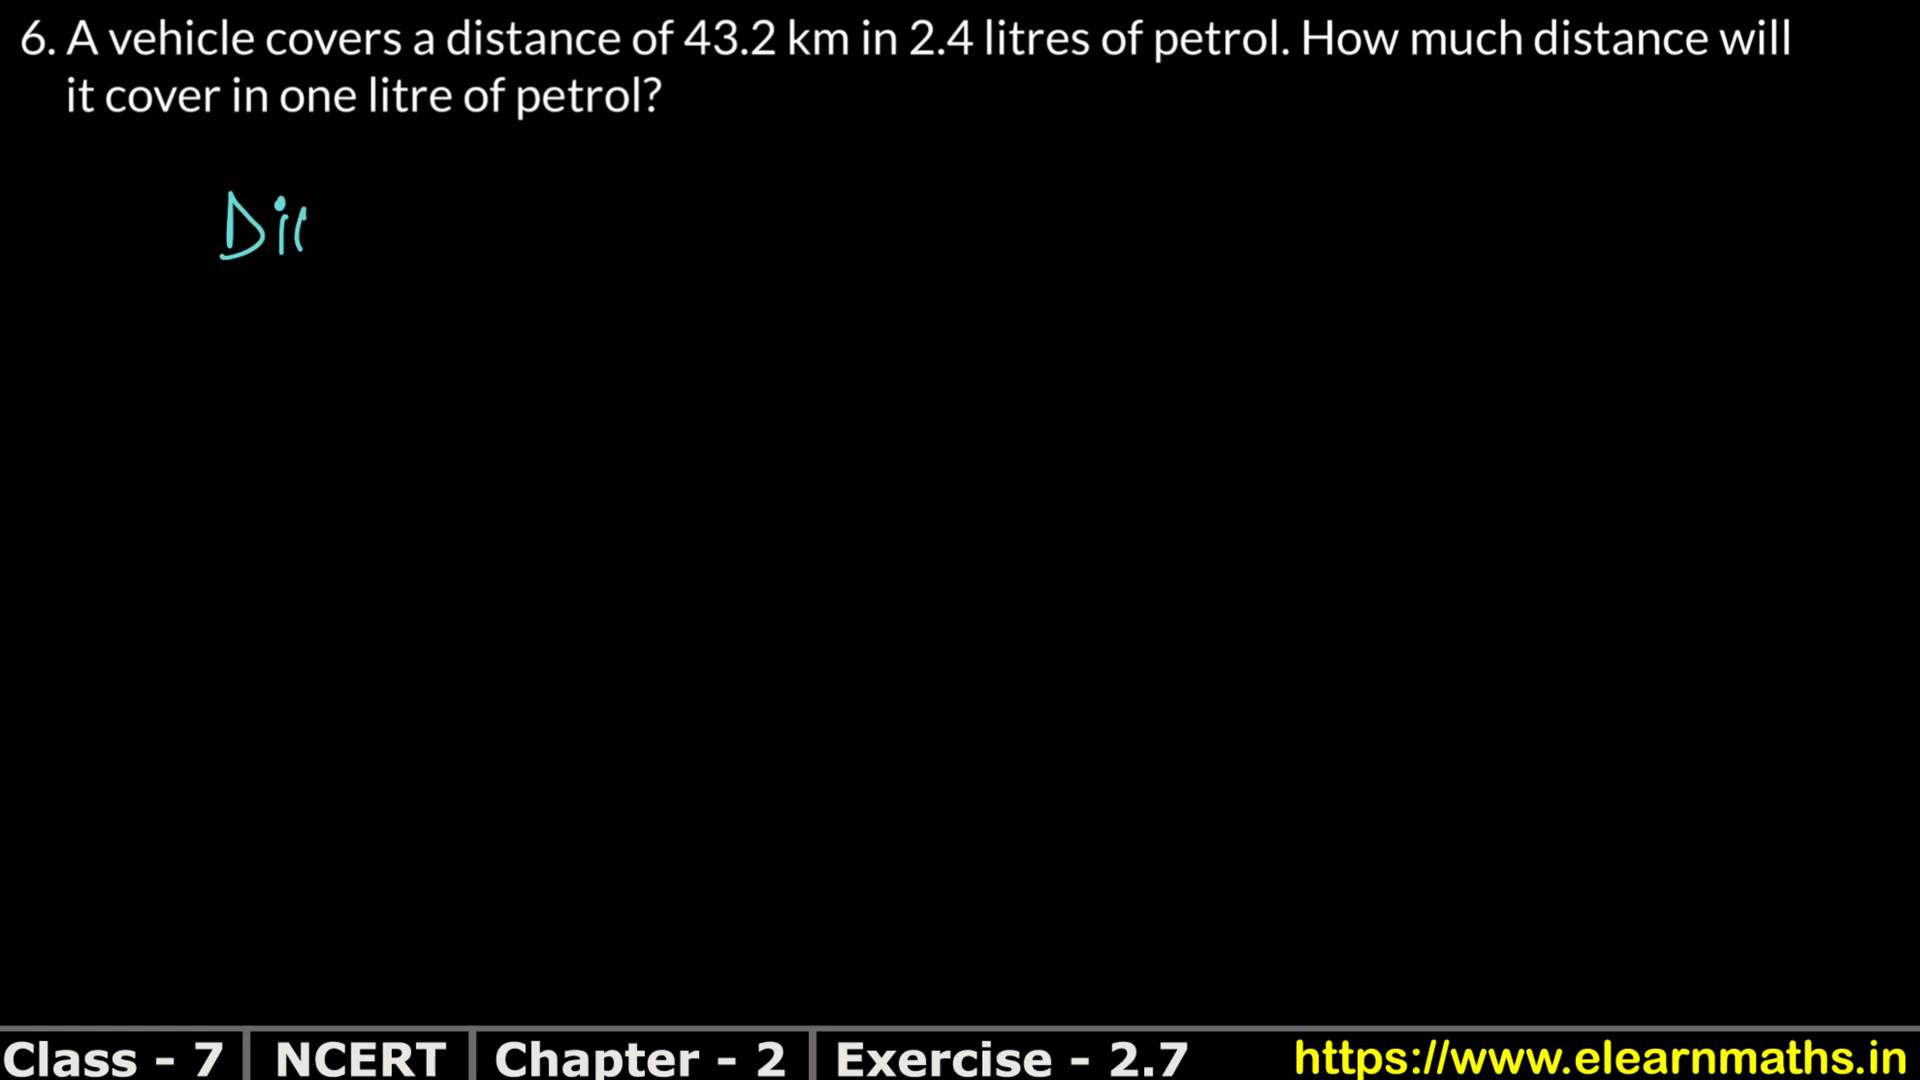 6. A vehicle covers a distance of 43.2 km in 2.4 litres of petrol. How much distance will
it cover in one litre of petrol?
Di
Class - 7 NCERT Chapter - 2 Exercise - 2.7 https://www.elearnmaths.in